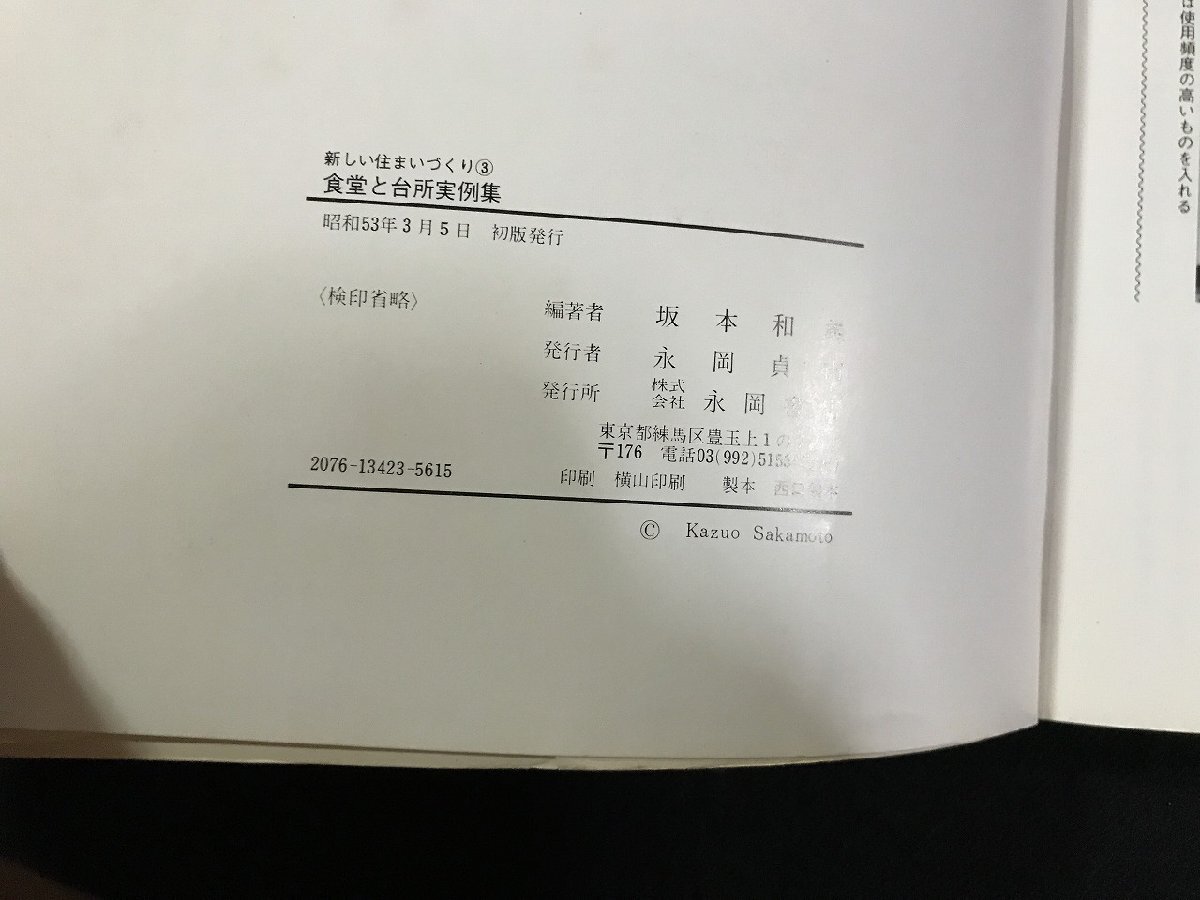 新しい住まいづくり③
食堂と台所実例集
昭和53年3月5日 初版発行
〈検印省略〉
編著者 坂本和
発行者 永岡貞
発行所 株式会社 永岡
東京都練馬区豊玉上1の
〒176 電話03(992)515
2076-13423-5615
印刷 横山印刷 製本
© Kazuo Sakamoto
は使用頻度の高いものを入れる